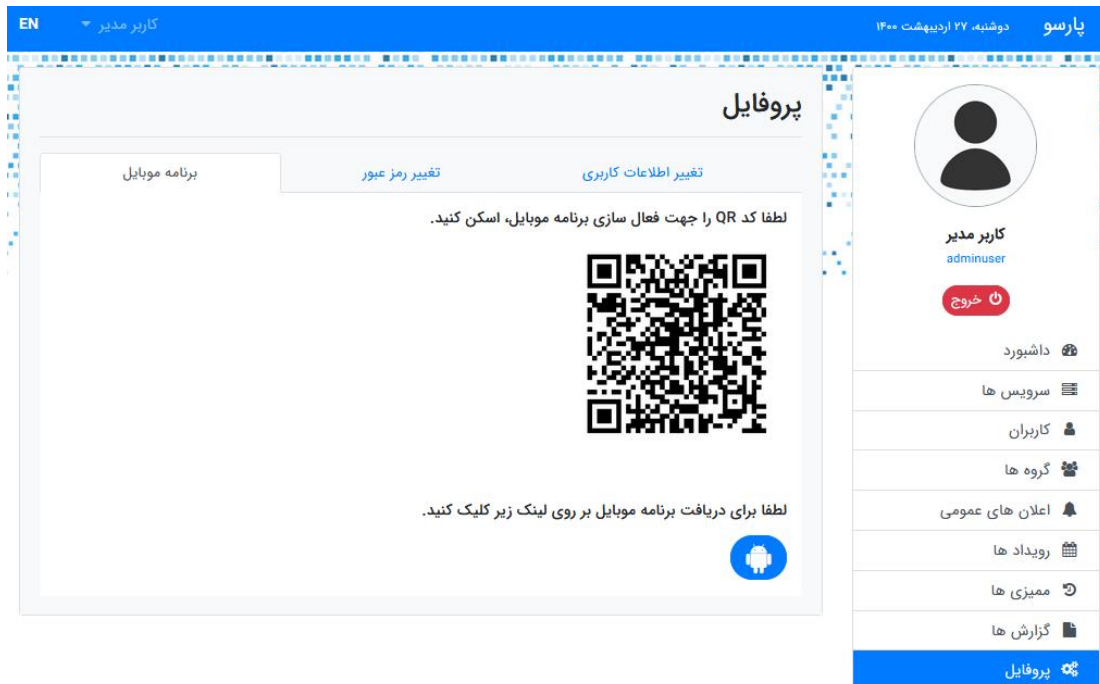 پارسو
دوشنبه، ۲۷ اردیبهشت ۱۴۰۰
کاربر مدیر
EN
کاربر مدیر
adminuser
خروج
داشبورد
سرویس ها
کاربران
گروه ها
اعلان های عمومی
رویداد ها
ممیزی ها
گزارش ها
پروفایل
پروفایل
تغییر اطلاعات کاربری
تغییر رمز عبور
برنامه موبایل
لطفا کد QR را جهت فعال سازی برنامه موبایل، اسکن کنید.
لطفا برای دریافت برنامه موبایل بر روی لینک زیر کلیک کنید.